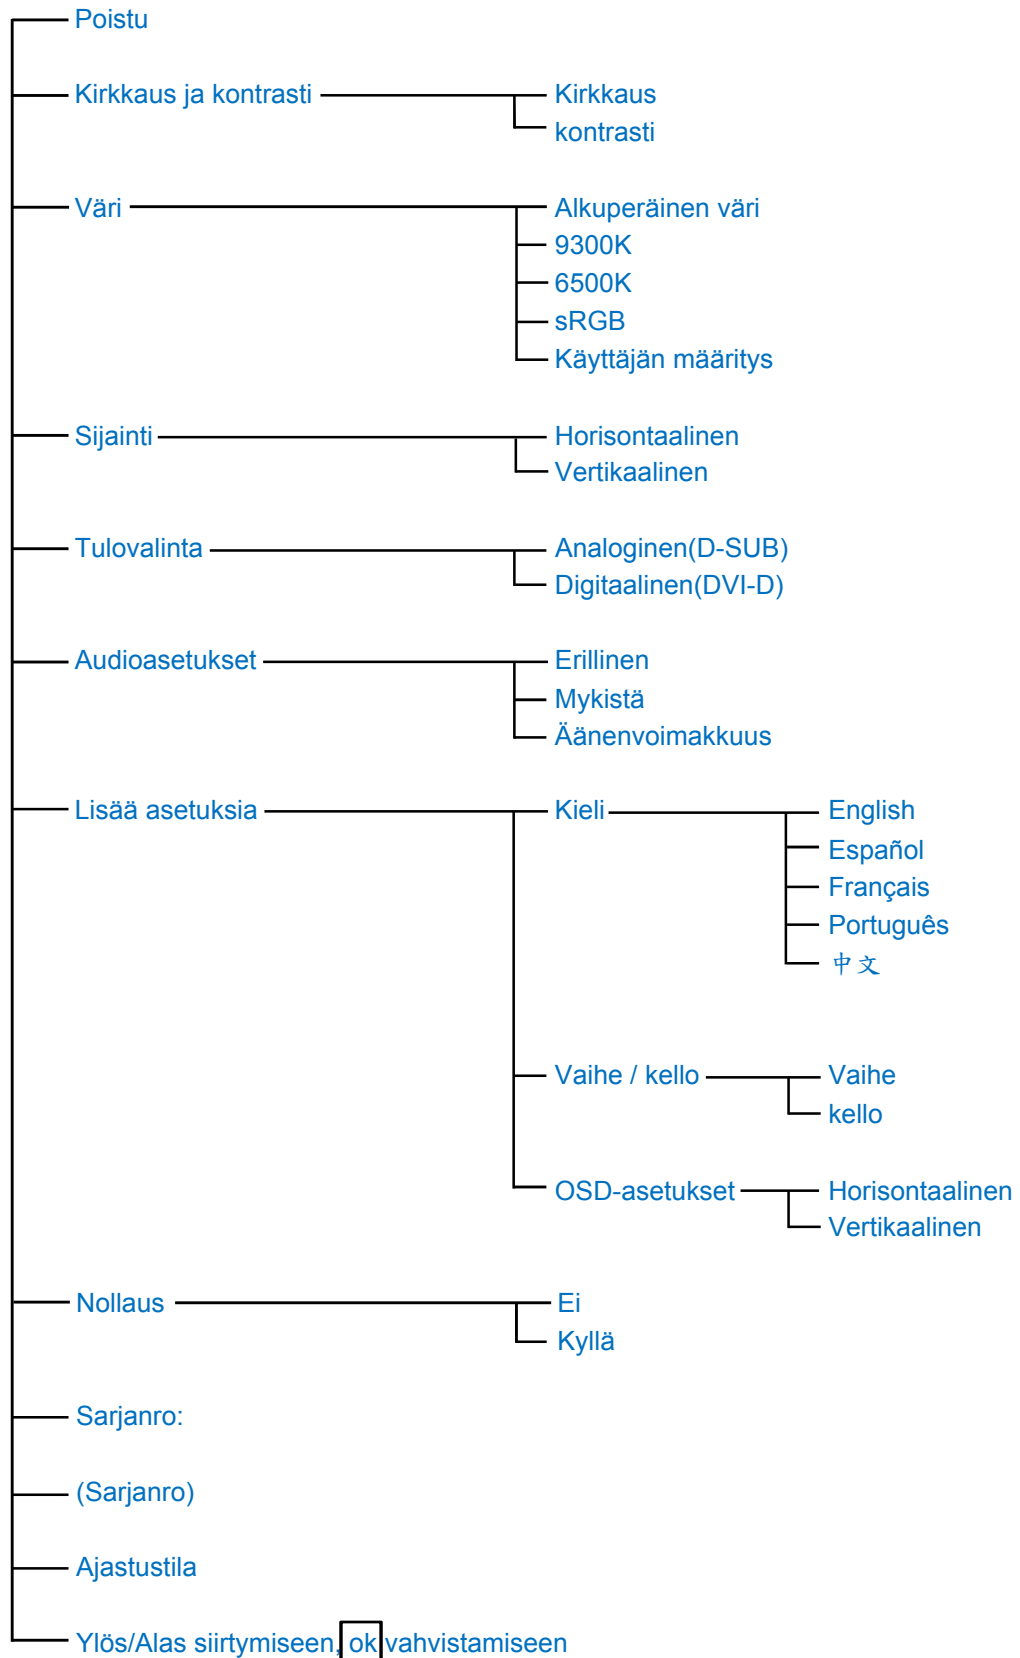 Poistu
Kirkkaus ja kontrasti
Kirkkaus
kontrasti
Väri
Alkuperäinen väri
9300K
6500K
sRGB
Käyttäjän määritys
Sijainti
Horisontaalinen
Vertikaalinen
Tulovalinta
Analoginen(D-SUB)
Digitaalinen(DVI-D)
Audioasetukset
Erillinen
Mykistä
Äänenvoimakkuus
Lisää asetuksia
Kieli
English
Español
Français
Português
中文
Vaihe / kello
Vaihe
kello
OSD-asetukset
Horisontaalinen
Vertikaalinen
Nollaus
Ei
Kyllä
Sarjanro:
(Sarjanro)
Ajastustila
Ylös/Alas siirtymiseen, ok vahvistamiseen